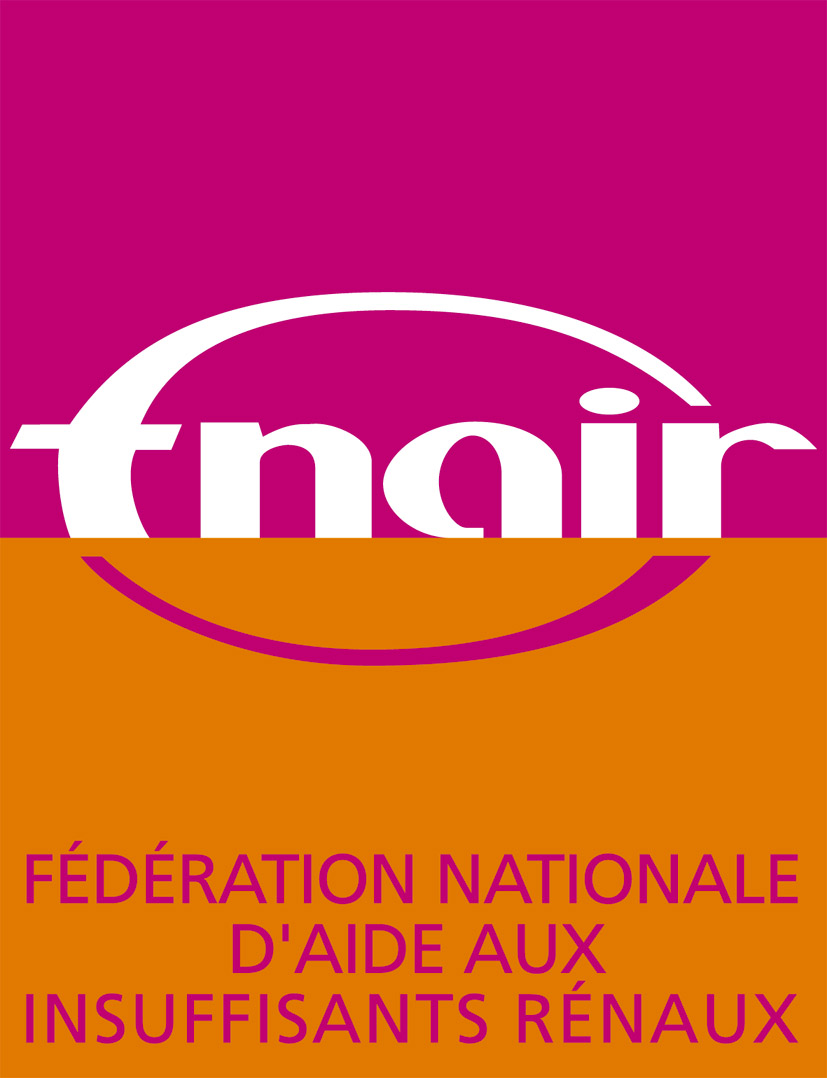 fnair
FÉDÉRATION NATIONALE
D'AIDE AUX
INSUFFISANTS RÉNAUX